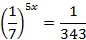 (1/7)^{5x} = 1/343